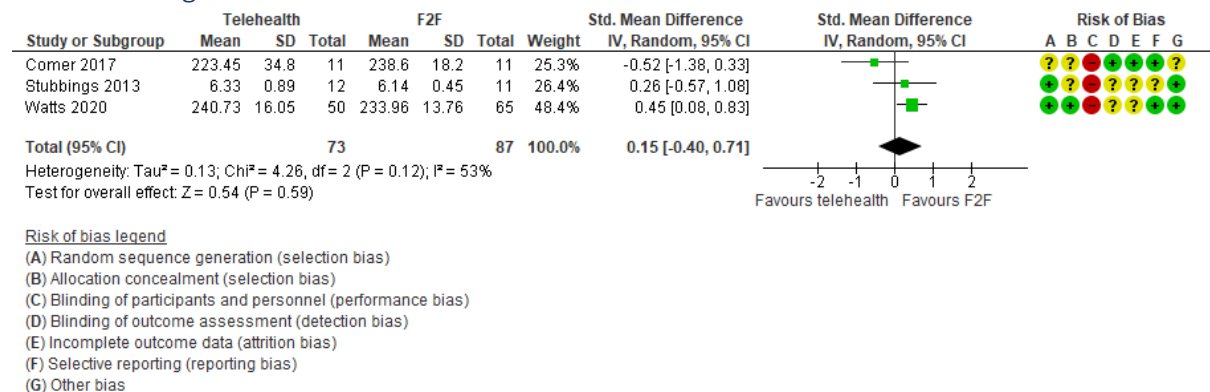 Telehealth F2F Std. Mean Difference Std. Mean Difference Risk of Bias
Study or Subgroup Mean SD Total Mean SD Total Weight IV, Random, 95% CI IV, Random, 95% CI A B C D E F G
Comer 2017 223.45 34.8 11 238.6 18.2 11 25.3% -0.52 [-1.38, 0.33] ? ? - + + + ?
Stubbings 2013 6.33 0.89 12 6.14 0.45 11 26.4% 0.26 [-0.57, 1.08] + ? - ? ? ? +
Watts 2020 240.73 16.05 50 233.96 13.76 65 48.4% 0.45 [0.08, 0.83] + + - ? ? + +
Total (95% CI) 73 87 100.0% 0.15 [-0.40, 0.71]
Heterogeneity: Tau² = 0.13; Chi² = 4.26, df = 2 (P = 0.12); I² = 53%
Test for overall effect: Z = 0.54 (P = 0.59)
-2 -1 0 1 2
Favours telehealth Favours F2F
Risk of bias legend
(A) Random sequence generation (selection bias)
(B) Allocation concealment (selection bias)
(C) Blinding of participants and personnel (performance bias)
(D) Blinding of outcome assessment (detection bias)
(E) Incomplete outcome data (attrition bias)
(F) Selective reporting (reporting bias)
(G) Other bias